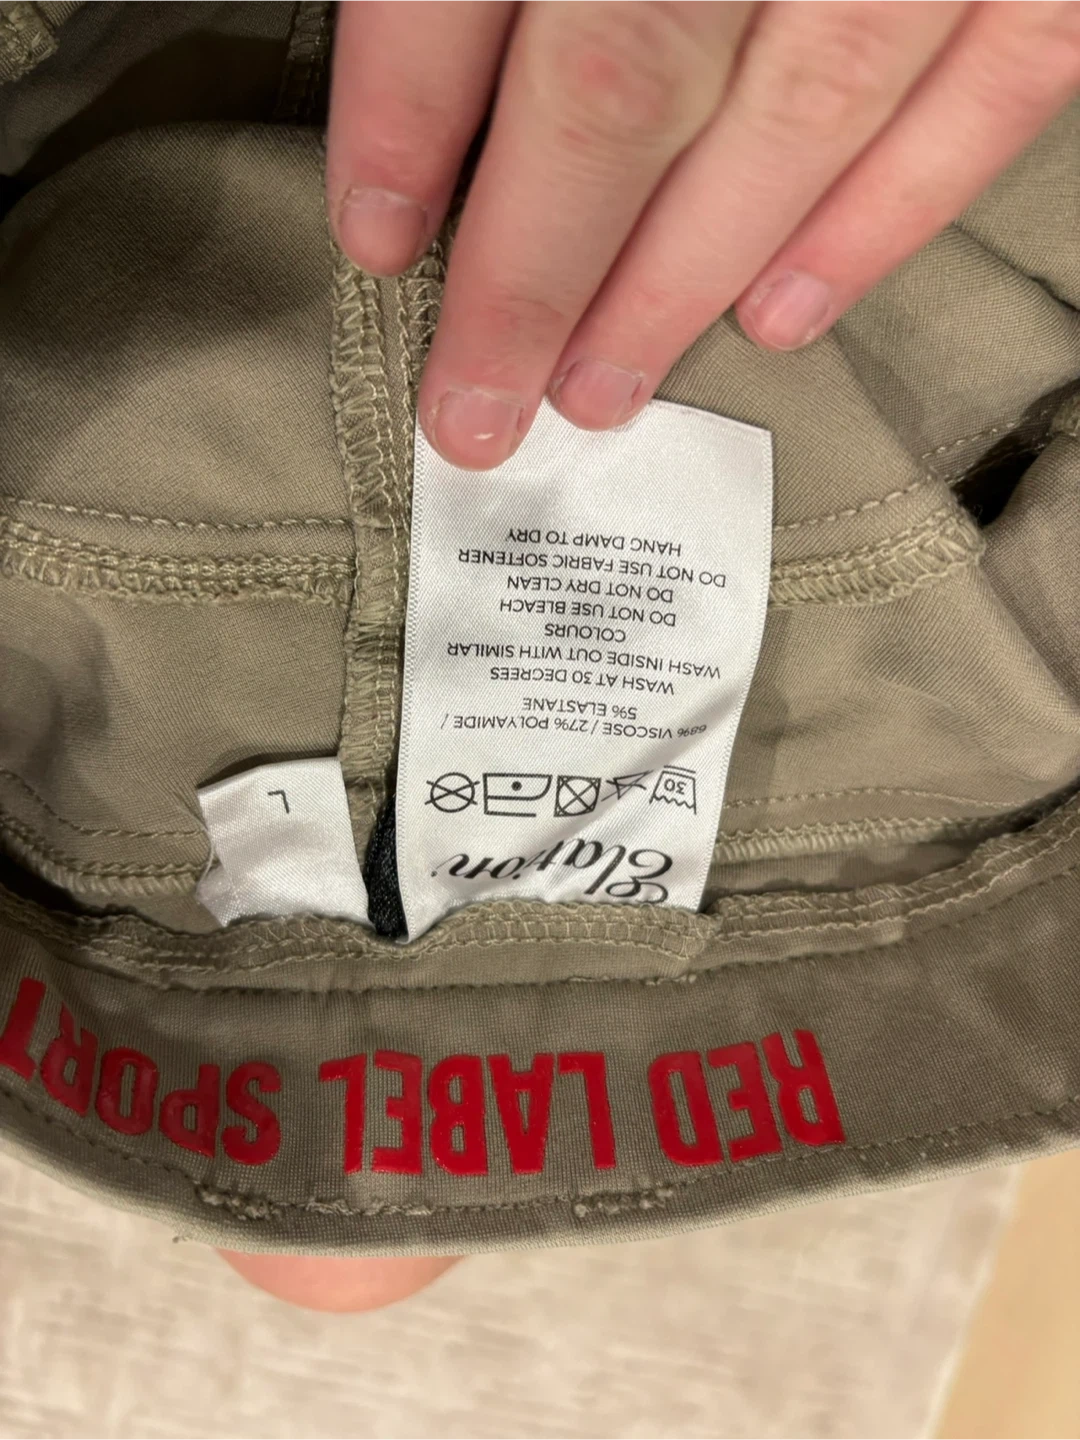 RED LABEL SPORT
L
Clarion
30
68% VISCOSE / 27% POLYAMIDE /
5% ELASTANE
WASH AT 30 DEGREES
WASH INSIDE OUT WITH SIMILAR
COLOURS
DO NOT USE BLEACH
DO NOT DRY CLEAN
DO NOT USE FABRIC SOFTENER
HANG DAMP TO DRY